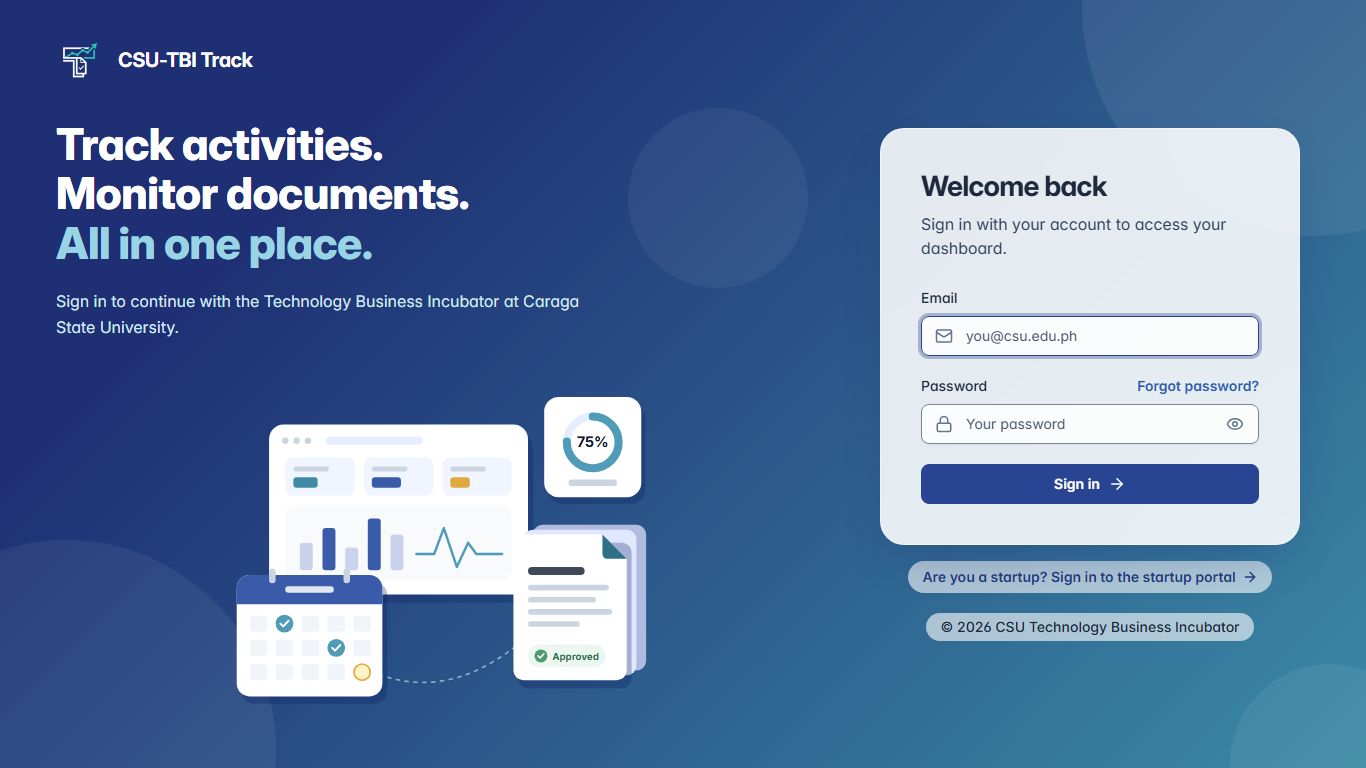 CSU-TBI Track
Track activities.
Monitor documents.
All in one place.
Sign in to continue with the Technology Business Incubator at Caraga
State University.
75%
Approved
Welcome back
Sign in with your account to access your
dashboard.
Email
you@csu.edu.ph
Password
Forgot password?
Your password
Sign in
Are you a startup? Sign in to the startup portal
© 2026 CSU Technology Business Incubator